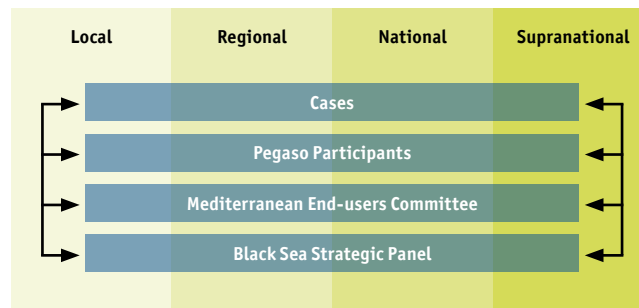 Local Regional National Supranational
Cases
Pegaso Participants
Mediterranean End-users Committee
Black Sea Strategic Panel